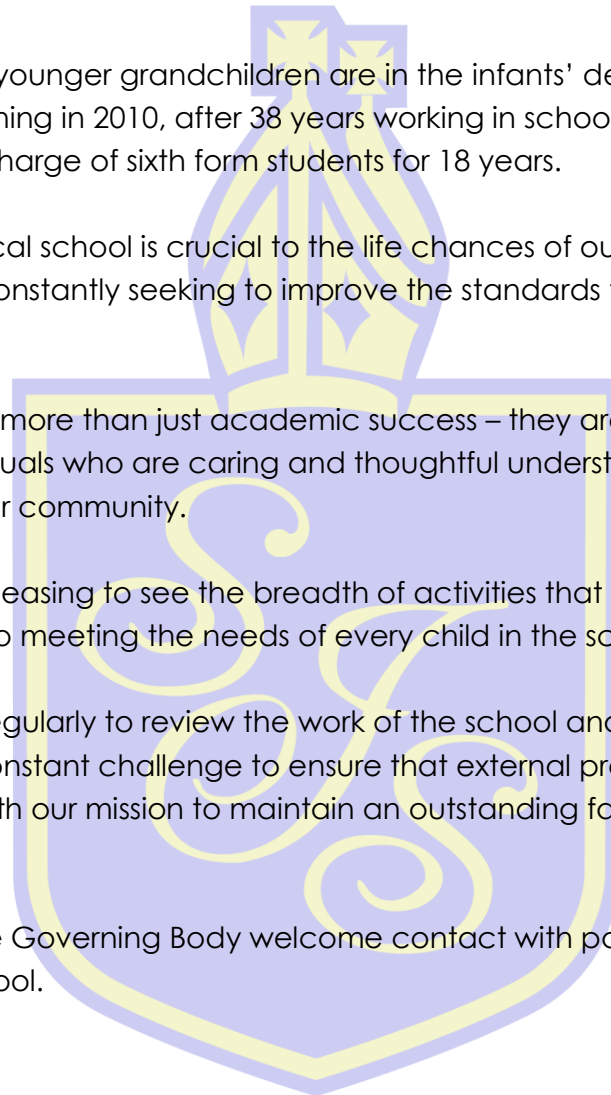 younger grandchildren are in the infants' de
ning in 2010, after 38 years working in schoo
harge of sixth form students for 18 years.
cal school is crucial to the life chances of ou
onstantly seeking to improve the standards
more than just academic success – they are
uals who are caring and thoughtful underst
r community.
easing to see the breadth of activities that
o meeting the needs of every child in the sc
egularly to review the work of the school and
onstant challenge to ensure that external pro
th our mission to maintain an outstanding fa
e Governing Body welcome contact with pa
ool.
SJS